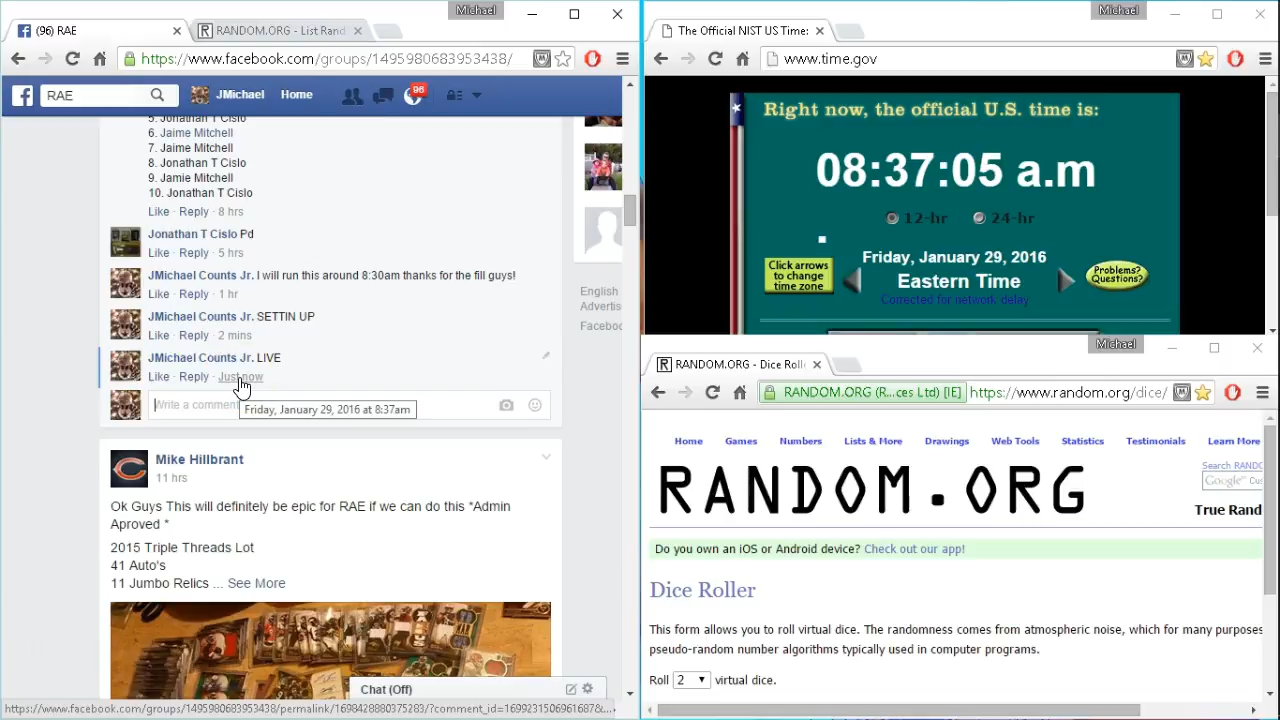 Michael
(96) RAE
RANDOM.ORG - List Rand
https://www.facebook.com/groups/1495980683953438/
RAE
JMichael
Home
96
5. Jonathan T Cislo
6. Jaime Mitchell
7. Jaime Mitchell
8. Jonathan T Cislo
9. Jamie Mitchell
10. Jonathan T Cislo
Like · Reply · 8 hrs
Jonathan T Cislo Pd
Like · Reply · 5 hrs
JMichael Counts Jr. I will run this around 8:30am thanks for the fill guys!
Like · Reply · 1 hr
JMichael Counts Jr. SETTIN UP
Like · Reply · 2 mins
JMichael Counts Jr. LIVE
Like · Reply · Just now
Write a comment
Friday, January 29, 2016 at 8:37am
English
Advertis
Faceboo
Mike Hillbrant
11 hrs
Ok Guys This will definitely be epic for RAE if we can do this *Admin
Aproved *
2015 Triple Threads Lot
41 Auto's
11 Jumbo Relics ... See More
Chat (Off)
Michael
The Official NIST US Time:
www.time.gov
Right now, the official U.S. time is:
08:37:05 a.m
12-hr 24-hr
Click arrows
to change
time zone
Friday, January 29, 2016
Eastern Time
Corrected for network delay
Problems?
Questions?
Michael
RANDOM.ORG - Dice Roller
RANDOM.ORG (R...ces Ltd) [IE]
https://www.random.org/dice/
Home Games Numbers Lists & More Drawings Web Tools Statistics Testimonials Learn More
Search RANDO
Google Cus
RANDOM.ORG
True Rand
Do you own an iOS or Android device? Check out our app!
Dice Roller
This form allows you to roll virtual dice. The randomness comes from atmospheric noise, which for many purposes
pseudo-random number algorithms typically used in computer programs.
Roll 2 virtual dice.